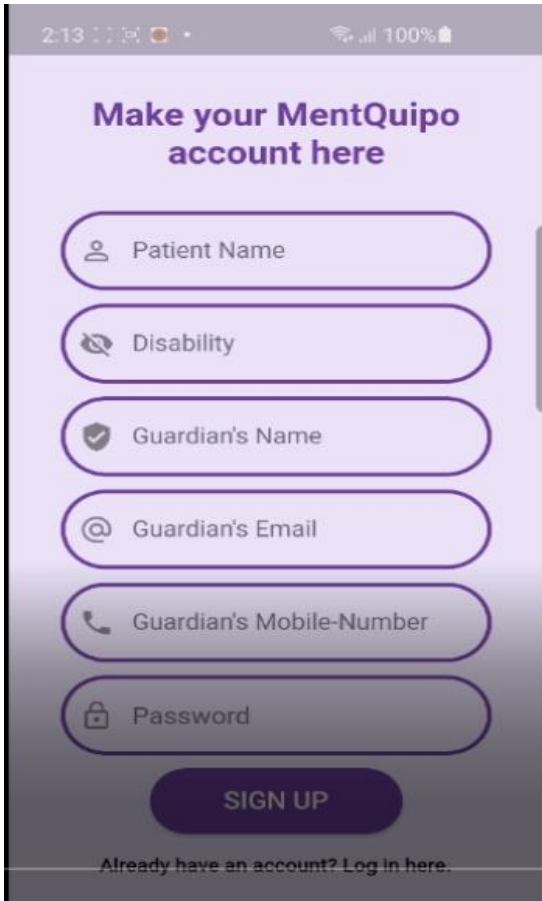 2:13 100%
Make your MentQuipo
account here
Patient Name
Disability
Guardian's Name
Guardian's Email
Guardian's Mobile-Number
Password
SIGN UP
Already have an account? Log in here.